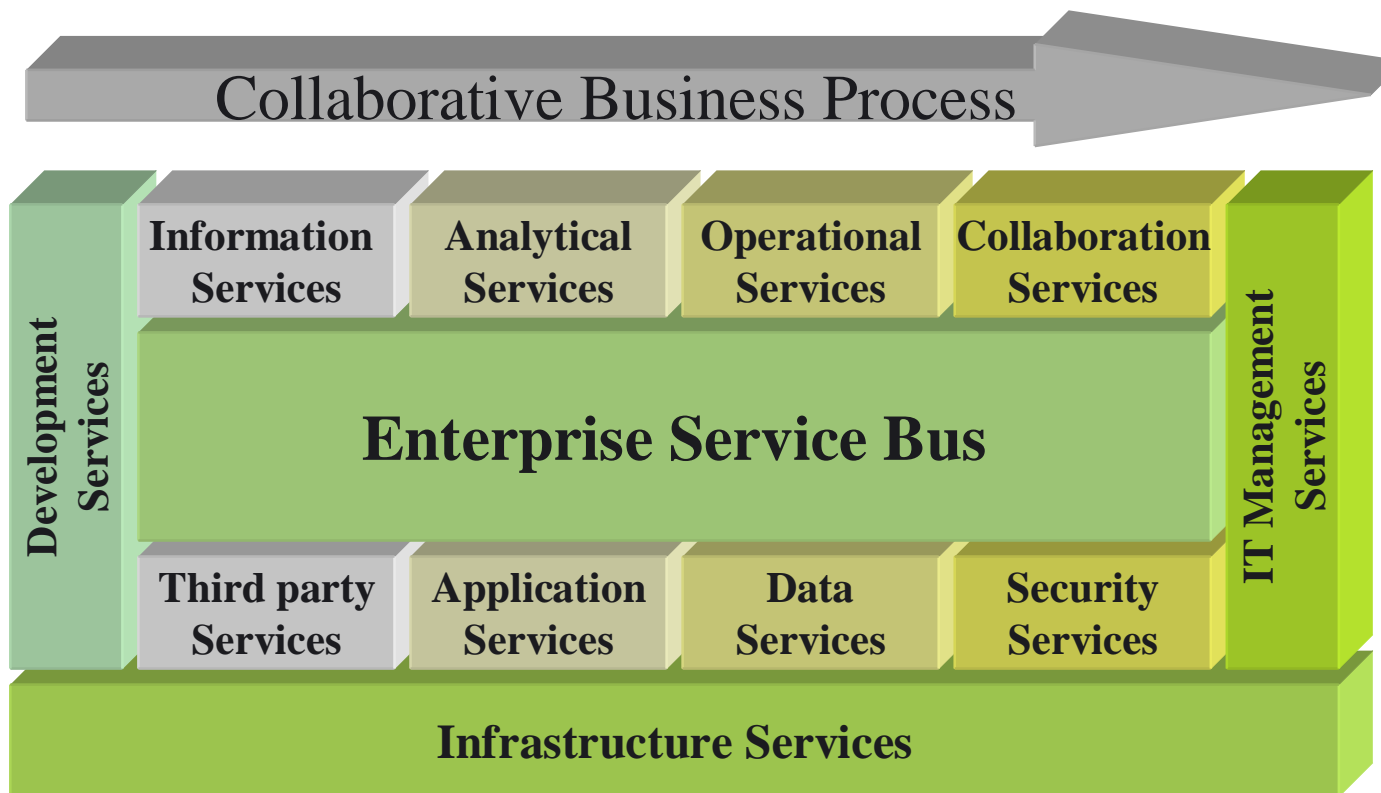 Collaborative Business Process
Development
Services
Information
Services
Analytical
Services
Operational
Services
Collaboration
Services
IT Management
Services
Enterprise Service Bus
Third party
Services
Application
Services
Data
Services
Security
Services
Infrastructure Services